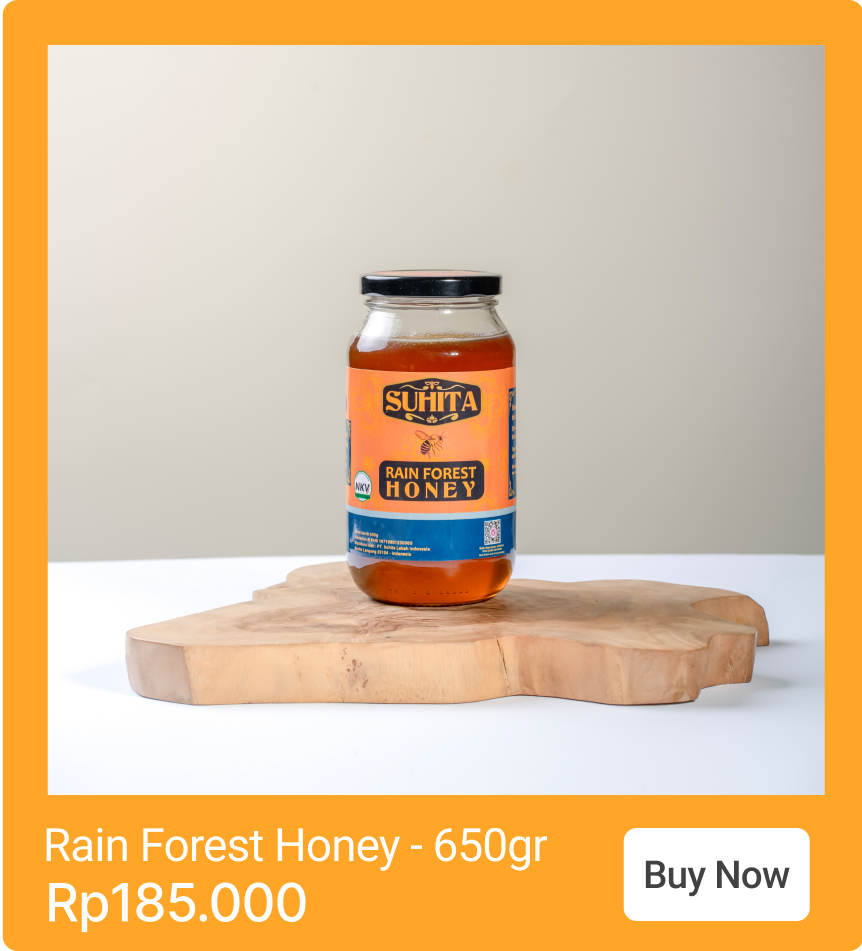 SUHITA
RAIN FOREST
HONEY
NKV
Rain Forest Honey - 650gr
Rp185.000
Buy Now